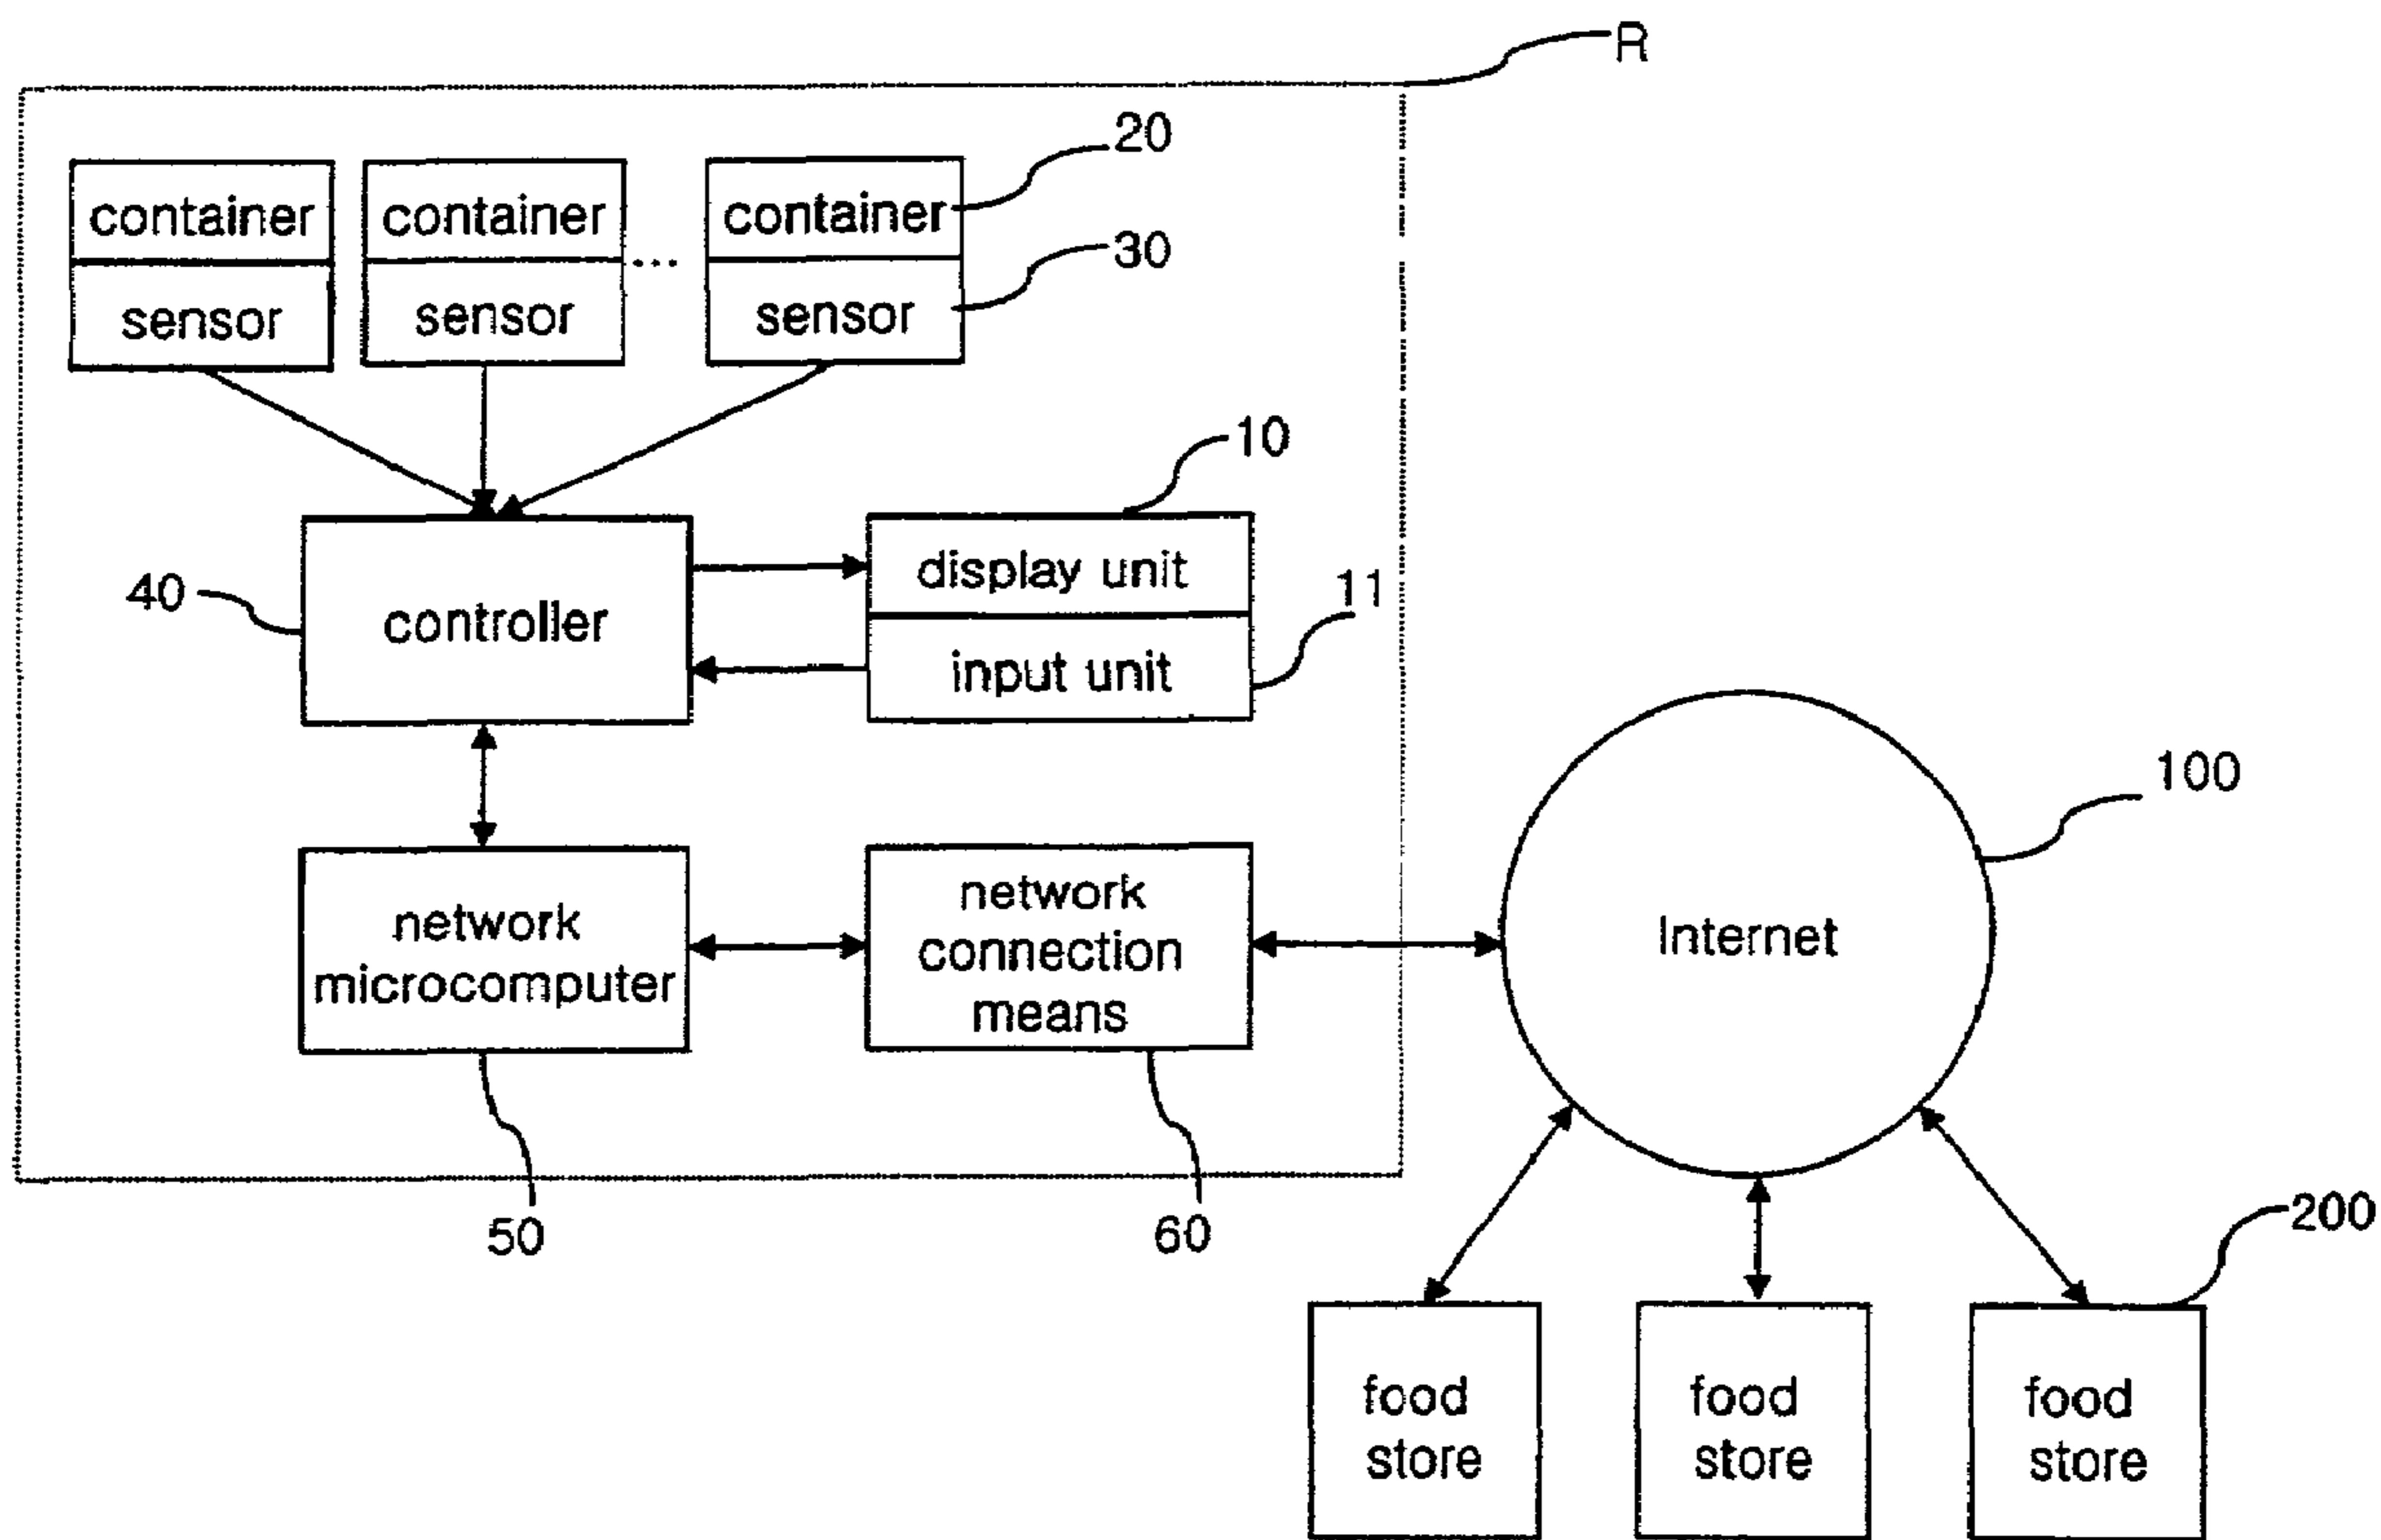 R
20
container
container
container
30
...
sensor
sensor
sensor
10
display unit
11
40
controller
input unit
100
network
microcomputer
network
connection
means
Internet
50
60
200
food
store
food
store
food
store